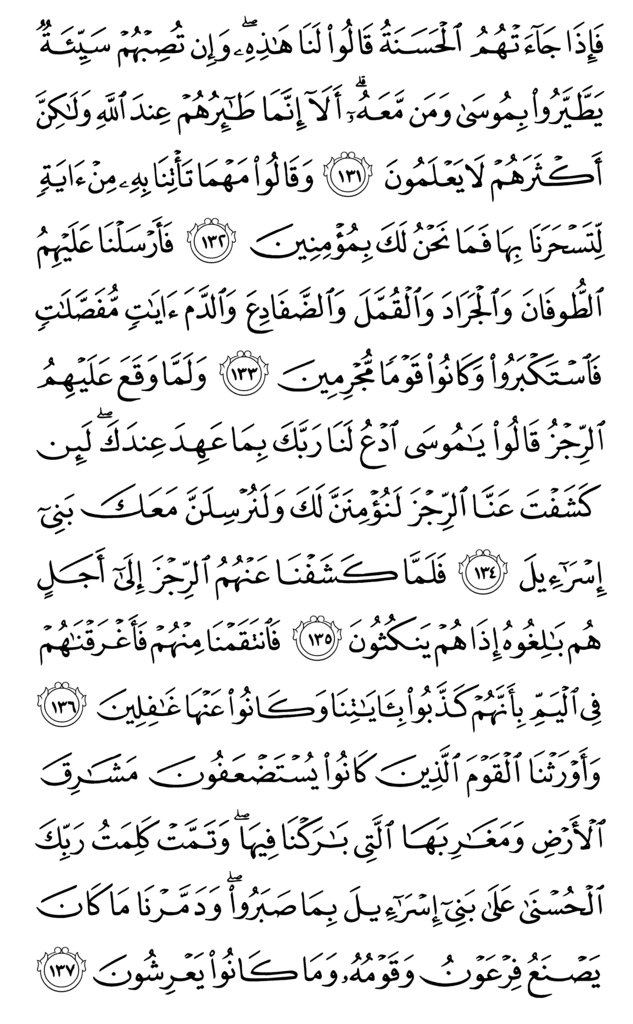 فَإِذَا جَآءَتۡهُمُ ٱلۡحَسَنَةُ قَالُواْ لَنَا هَٰذِهِۦۖ وَإِن تُصِبۡهُمۡ سَيِّئَةٞ
يَطَّيَّرُواْ بِمُوسَىٰ وَمَن مَّعَهُۥٓۗ أَلَآ إِنَّمَا طَٰٓئِرُهُمۡ عِندَ ٱللَّهِ وَلَٰكِنَّ
أَكۡثَرَهُمۡ لَا يَعۡلَمُونَ ١٣١ وَقَالُواْ مَهۡمَا تَأۡتِنَا بِهِۦ مِنۡ ءَايَةٖ
لِّتَسۡحَرَنَا بِهَا فَمَا نَحۡنُ لَكَ بِمُؤۡمِنِينَ ١٣٢ فَأَرۡسَلۡنَا عَلَيۡهِمُ
ٱلطُّوفَانَ وَٱلۡجَرَادَ وَٱلۡقُمَّلَ وَٱلضَّفَادِعَ وَٱلدَّمَ ءَايَٰتٖ مُّفَصَّلَٰتٖ
فَٱسۡتَكۡبَرُواْ وَكَانُواْ قَوۡمٗا مُّجۡرِمِينَ ١٣٣ وَلَمَّا وَقَعَ عَلَيۡهِمُ
ٱلرِّجۡزُ قَالُواْ يَٰمُوسَى ٱدۡعُ لَنَا رَبَّكَ بِمَا عَهِدَ عِندَكَۖ لَئِن
كَشَفۡتَ عَنَّا ٱلرِّجۡزَ لَنُؤۡمِنَنَّ لَكَ وَلَنُرۡسِلَنَّ مَعَكَ بَنِيٓ
إِسۡرَٰٓءِيلَ ١٣٤ فَلَمَّا كَشَفۡنَا عَنۡهُمُ ٱلرِّجۡزَ إِلَىٰٓ أَجَلٍ
هُم بَٰلِغُوهُ إِذَا هُمۡ يَنكُثُونَ ١٣٥ فَٱنتَقَمۡنَا مِنۡهُمۡ فَأَغۡرَقۡنَٰهُمۡ
فِي ٱلۡيَمِّ بِأَنَّهُمۡ كَذَّبُواْ بِـَٔايَٰتِنَا وَكَانُواْ عَنۡهَا غَٰفِلِينَ ١٣٦
وَأَوۡرَثۡنَا ٱلۡقَوۡمَ ٱلَّذِينَ كَانُواْ يُسۡتَضۡعَفُونَ مَشَٰرِقَ
ٱلۡأَرۡضِ وَمَغَٰرِبَهَا ٱلَّتِي بَٰرَكۡنَا فِيهَاۖ وَتَمَّتۡ كَلِمَتُ رَبِّكَ
ٱلۡحُسۡنَىٰ عَلَىٰ بَنِيٓ إِسۡرَٰٓءِيلَ بِمَا صَبَرُواْۖ وَدَمَّرۡنَا مَا كَانَ
يَصۡنَعُ فِرۡعَوۡنُ وَقَوۡمُهُۥ وَمَا كَانُواْ يَعۡرِشُونَ ١٣٧